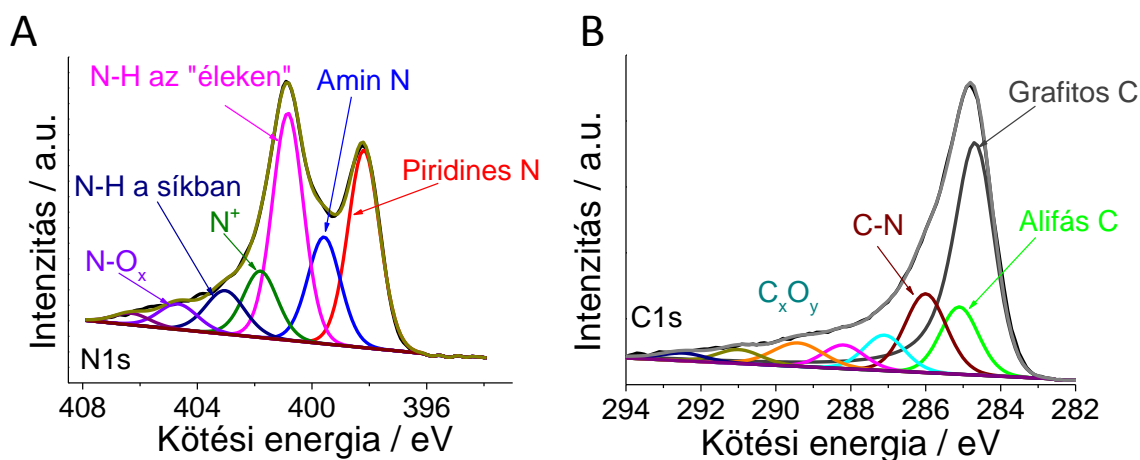 A
N-H az "éleken"
Amin N
Piridines N
N-H a síkban
N⁺
N-Oₓ
N1s
Intenzitás / a.u.
408 404 400 396
Kötési energia / eV
B
Grafitos C
C-N
Alifás C
CₓOᵧ
C1s
Intenzitás / a.u.
294 292 290 288 286 284 282
Kötési energia / eV